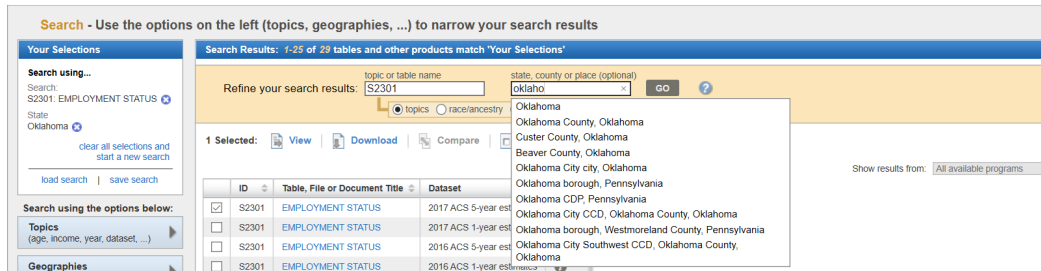 Search - Use the options on the left (topics, geographies, ...) to narrow your search results
Your Selections
Search using...
Search:
S2301: EMPLOYMENT STATUS
State
Oklahoma
clear all selections and
start a new search
load search | save search
Search using the options below:
Topics
(age, income, year, dataset, ...)
Geographies
Search Results: 1-25 of 29 tables and other products match 'Your Selections'
topic or table name
state, county or place (optional)
Refine your search results:
S2301
oklaho ×
GO
?
topics
race/ancestry
Oklahoma
Oklahoma County, Oklahoma
Custer County, Oklahoma
Beaver County, Oklahoma
Oklahoma City city, Oklahoma
Oklahoma borough, Pennsylvania
Oklahoma CDP, Pennsylvania
Oklahoma City CCD, Oklahoma County, Oklahoma
Oklahoma borough, Westmoreland County, Pennsylvania
Oklahoma City Southwest CCD, Oklahoma County,
Oklahoma
1 Selected: View | Download | Compare
Show results from: All available programs
ID Table, File or Document Title Dataset
S2301 EMPLOYMENT STATUS 2017 ACS 5-year est
S2301 EMPLOYMENT STATUS 2017 ACS 1-year est
S2301 EMPLOYMENT STATUS 2016 ACS 5-year est
S2301 EMPLOYMENT STATUS 2016 ACS 1-year estimates